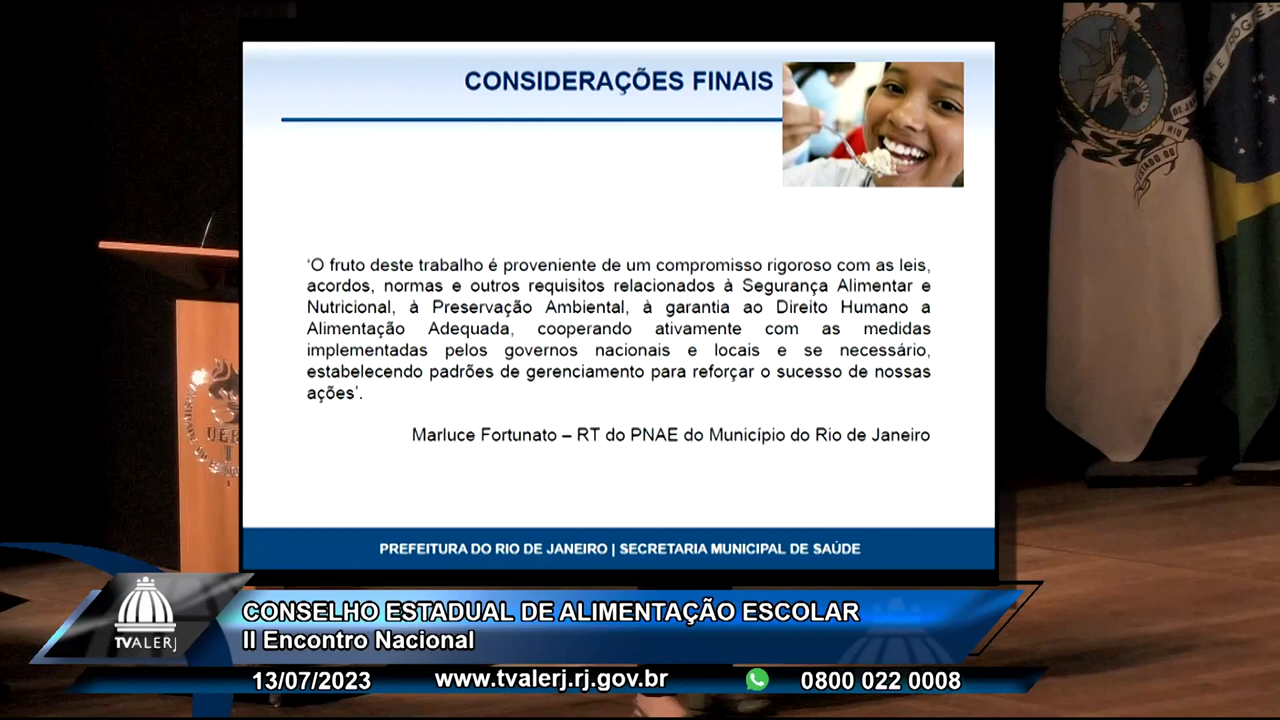 CONSIDERAÇÕES FINAIS
‘O fruto deste trabalho é proveniente de um compromisso rigoroso com as leis,
acordos, normas e outros requisitos relacionados à Segurança Alimentar e
Nutricional, à Preservação Ambiental, à garantia ao Direito Humano a
Alimentação Adequada, cooperando ativamente com as medidas
implementadas pelos governos nacionais e locais e se necessário,
estabelecendo padrões de gerenciamento para reforçar o sucesso de nossas
ações’.
Marluce Fortunato – RT do PNAE do Município do Rio de Janeiro
PREFEITURA DO RIO DE JANEIRO | SECRETARIA MUNICIPAL DE SAÚDE
TVALERJ
CONSELHO ESTADUAL DE ALIMENTAÇÃO ESCOLAR
II Encontro Nacional
13/07/2023
www.tvalerj.rj.gov.br
0800 022 0008